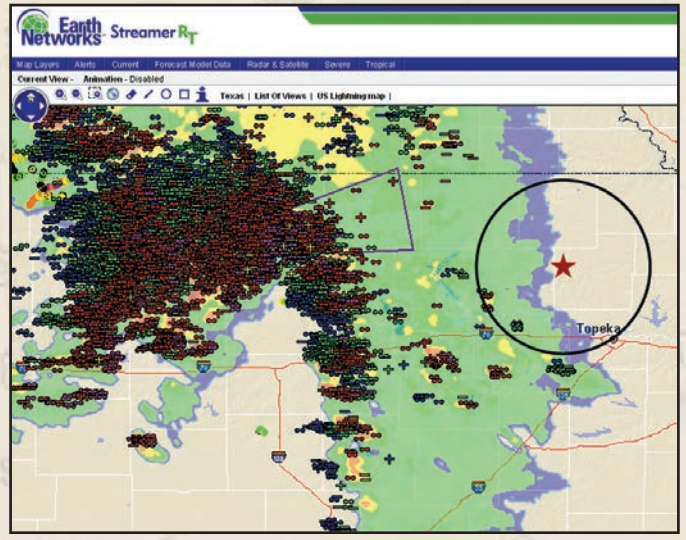 Earth
Networks Streamer RT
Map Layers Alerts Current Forecast Model Data Radar & Satellite Severe Tropical
Current View - Animation - Disabled
Texas | List Of Views | US Lightning map |
Topeka
70